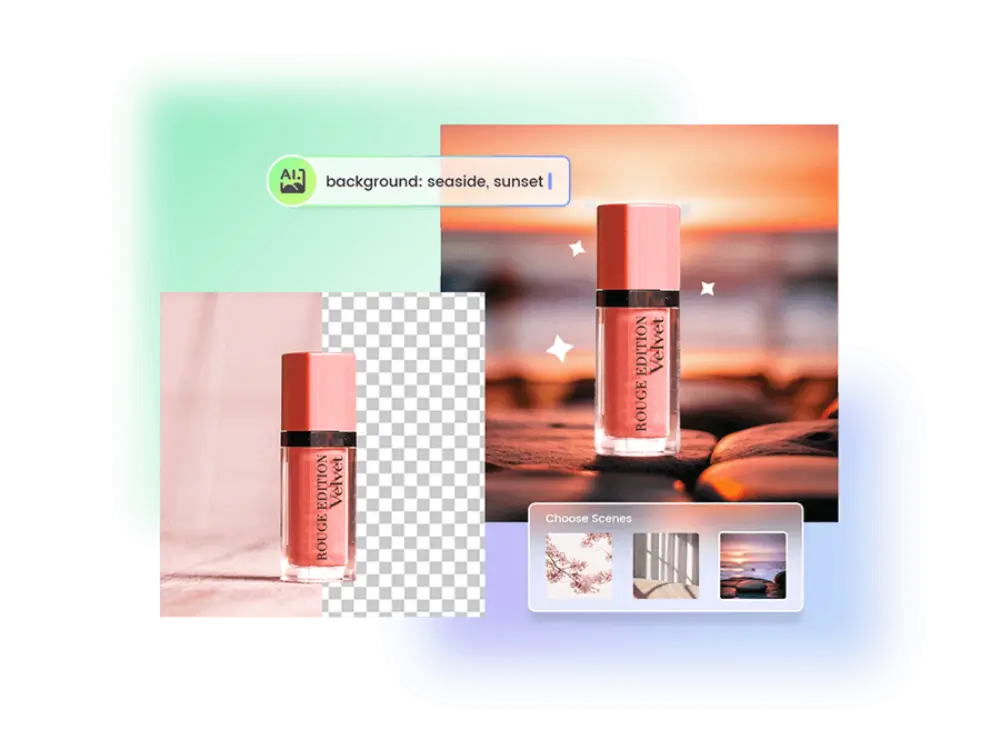 AI
background: seaside, sunset
ROUGE EDITION
Velvet
ROUGE EDITION
Velvet
Choose Scenes